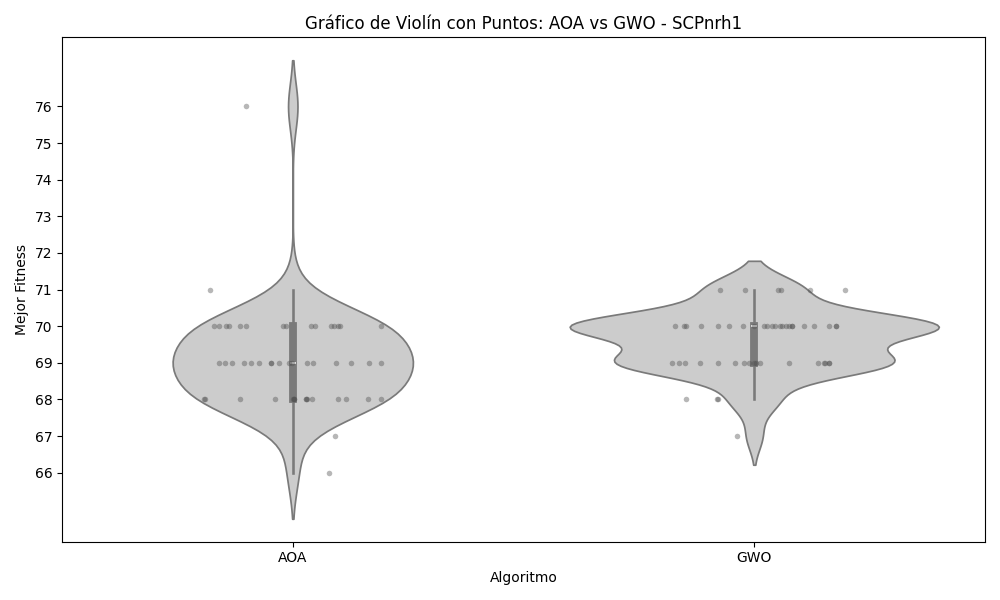 Gráfico de Violín con Puntos: AOA vs GWO - SCPnrh1
Mejor Fitness
76
75
74
73
72
71
70
69
68
67
66
AOA
GWO
Algoritmo